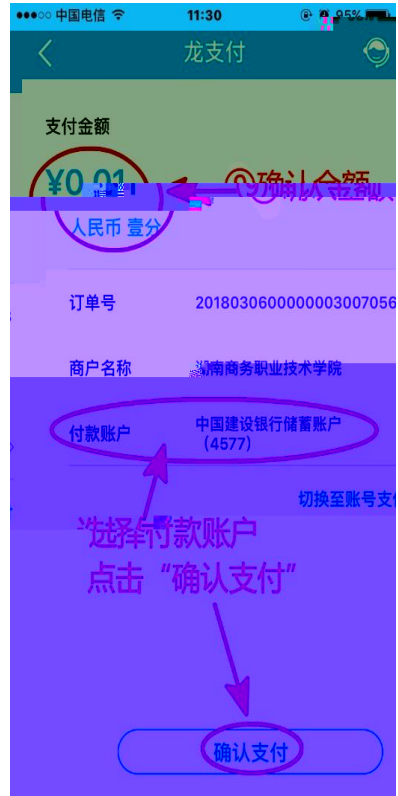 中国电信 11:30 95%
龙支付
支付金额
¥0.01
⑨确认金额
人民币 壹分
订单号 20180306000000003007056
商户名称 湖南商务职业技术学院
付款账户 中国建设银行储蓄账户
(4577)
切换至账号支付
选择付款账户
点击“确认支付”
确认支付